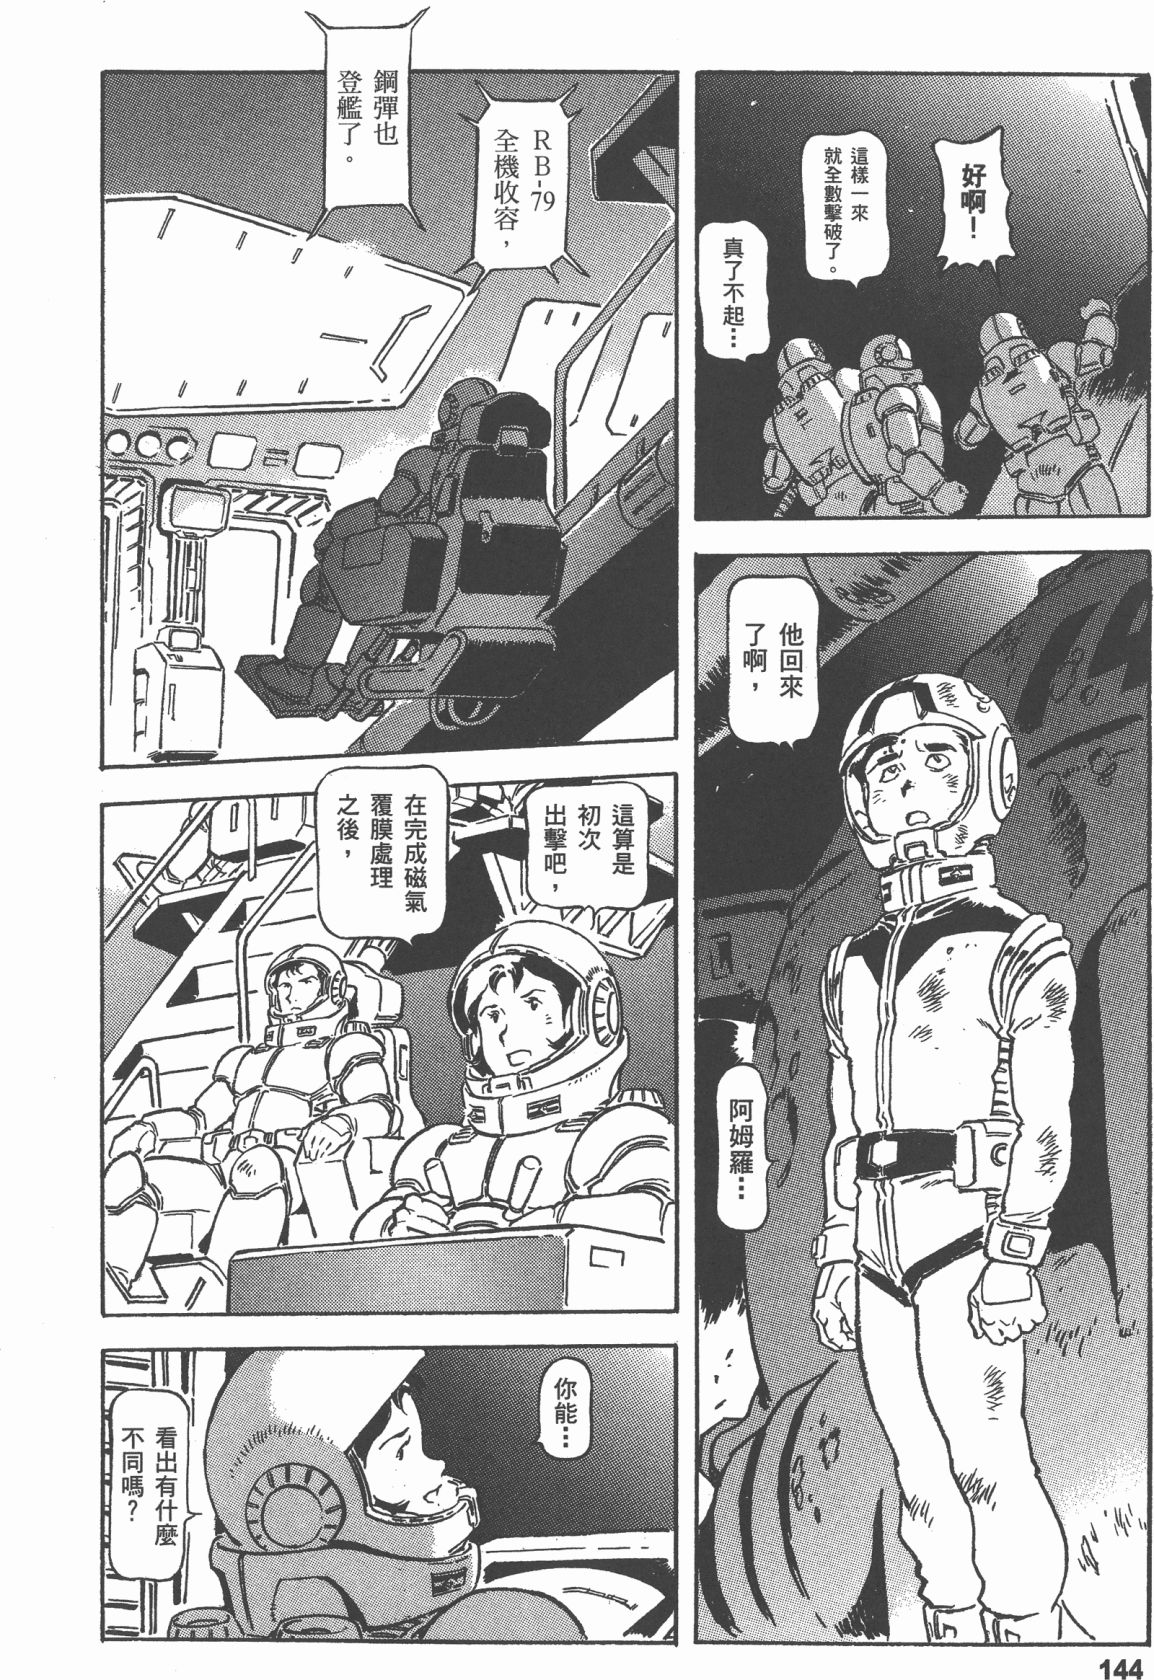 好啊！
這樣一來
就全數擊破了。
真了不起…
他回來
了啊，
阿姆羅…
RB-79
全機收容，
鋼彈也
登艦了。
這算是
初次
出擊吧，
在完成磁氣
覆膜處理
之後，
你能…
看出有什麼
不同嗎？
144